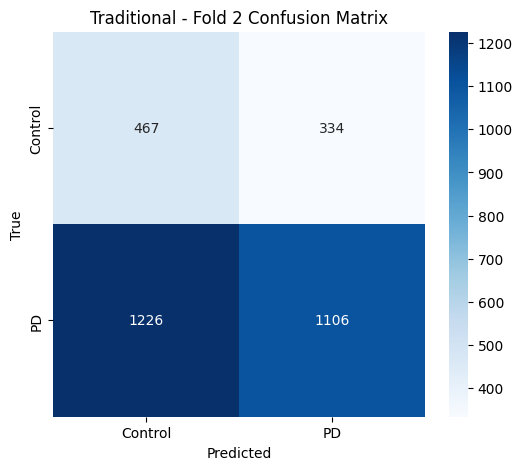 Traditional - Fold 2 Confusion Matrix
True
Control
467
334
PD
1226
1106
Control
PD
Predicted
1200
1100
1000
900
800
700
600
500
400